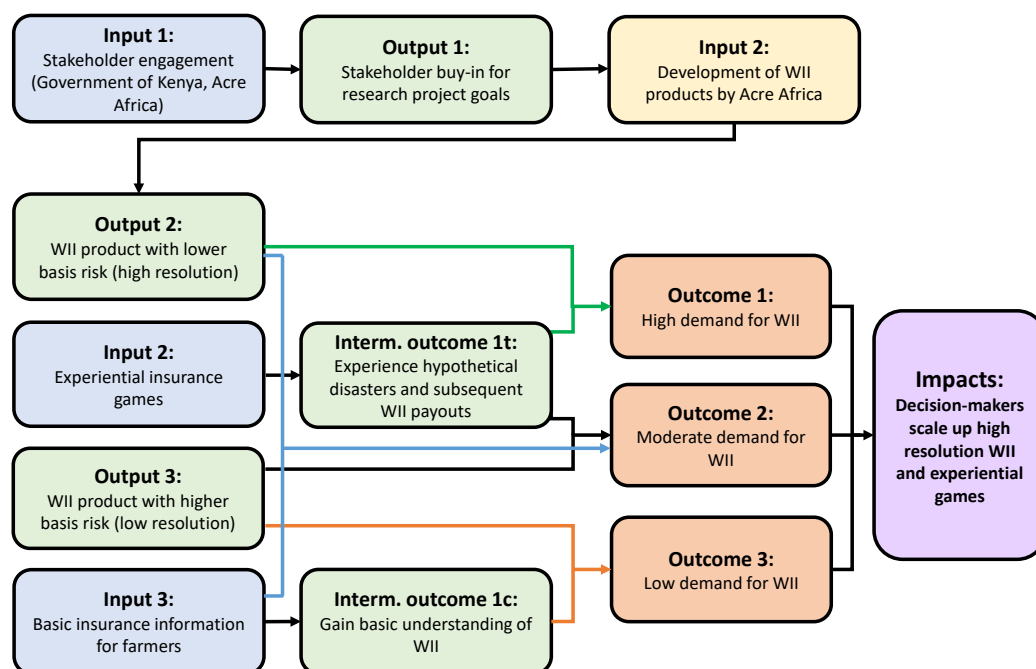 Input 1:
Stakeholder engagement
(Government of Kenya, Acre
Africa)
Output 1:
Stakeholder buy-in for
research project goals
Input 2:
Development of WII
products by Acre Africa
Output 2:
WII product with lower
basis risk (high resolution)
Input 2:
Experiential insurance
games
Interm. outcome 1t:
Experience hypothetical
disasters and subsequent
WII payouts
Output 3:
WII product with higher
basis risk (low resolution)
Input 3:
Basic insurance information
for farmers
Interm. outcome 1c:
Gain basic understanding of
WII
Outcome 1:
High demand for WII
Outcome 2:
Moderate demand for
WII
Outcome 3:
Low demand for WII
Impacts:
Decision-makers
scale up high
resolution WII
and experiential
games